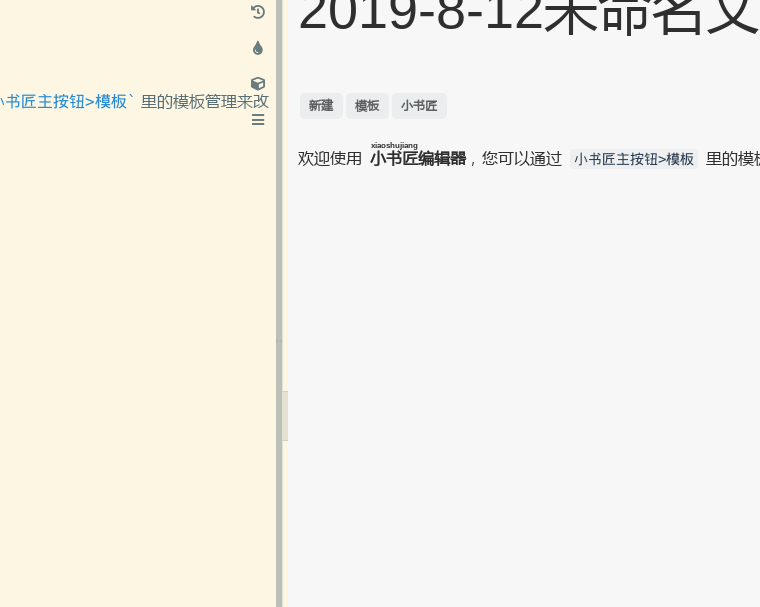 2019-8-12未命名文
小书匠主按钮>模板` 里的模板管理来改
新建 模板 小书匠
xiaoshujiang
欢迎使用 小书匠编辑器，您可以通过 小书匠主按钮>模板 里的模板